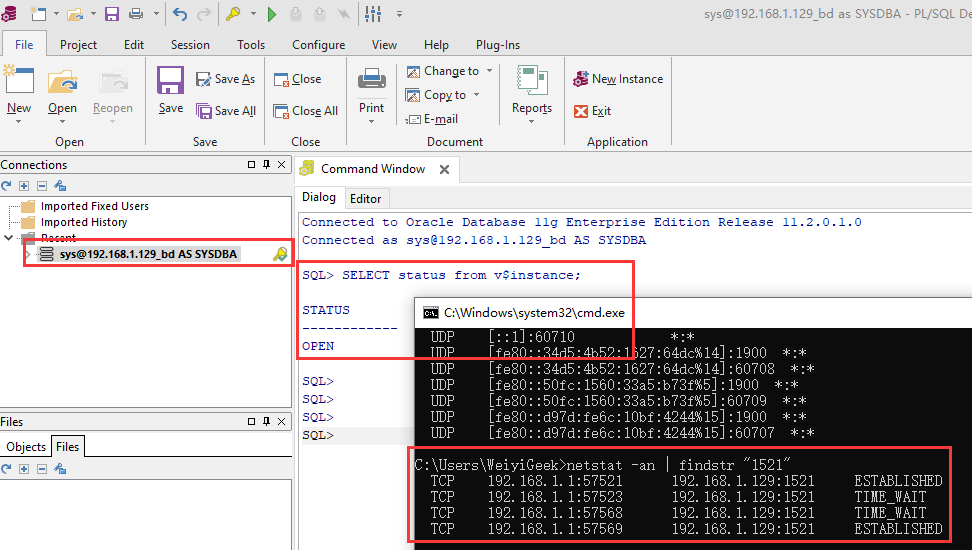 sys@192.168.1.129_bd as SYSDBA - PL/SQL De
File Project Edit Session Tools Configure View Help Plug-Ins
New Open Reopen Save Save As Save All Close Close All Print Change to Copy to E-mail Reports New Instance Exit
Open Save Close Document Application
Connections
Imported Fixed Users
Imported History
Recent
sys@192.168.1.129_bd AS SYSDBA
Files
Objects Files
Command Window
Dialog Editor
Connected to Oracle Database 11g Enterprise Edition Release 11.2.0.1.0
Connected as sys@192.168.1.129_bd AS SYSDBA
SQL> SELECT status from v$instance;
STATUS
------------
OPEN
SQL>
SQL>
SQL>
SQL>
C:\Windows\system32\cmd.exe
UDP [::1]:60710 *:*
UDP [fe80::34d5:4b52:1627:64dc%14]:1900 *:*
UDP [fe80::34d5:4b52:1627:64dc%14]:60708 *:*
UDP [fe80::50fc:1560:33a5:b73f%5]:1900 *:*
UDP [fe80::50fc:1560:33a5:b73f%5]:60709 *:*
UDP [fe80::d97d:fe6c:10bf:4244%15]:1900 *:*
UDP [fe80::d97d:fe6c:10bf:4244%15]:60707 *:*
C:\Users\WeiyiGeek>netstat -an | findstr "1521"
TCP 192.168.1.1:57521 192.168.1.129:1521 ESTABLISHED
TCP 192.168.1.1:57523 192.168.1.129:1521 TIME_WAIT
TCP 192.168.1.1:57568 192.168.1.129:1521 TIME_WAIT
TCP 192.168.1.1:57569 192.168.1.129:1521 ESTABLISHED